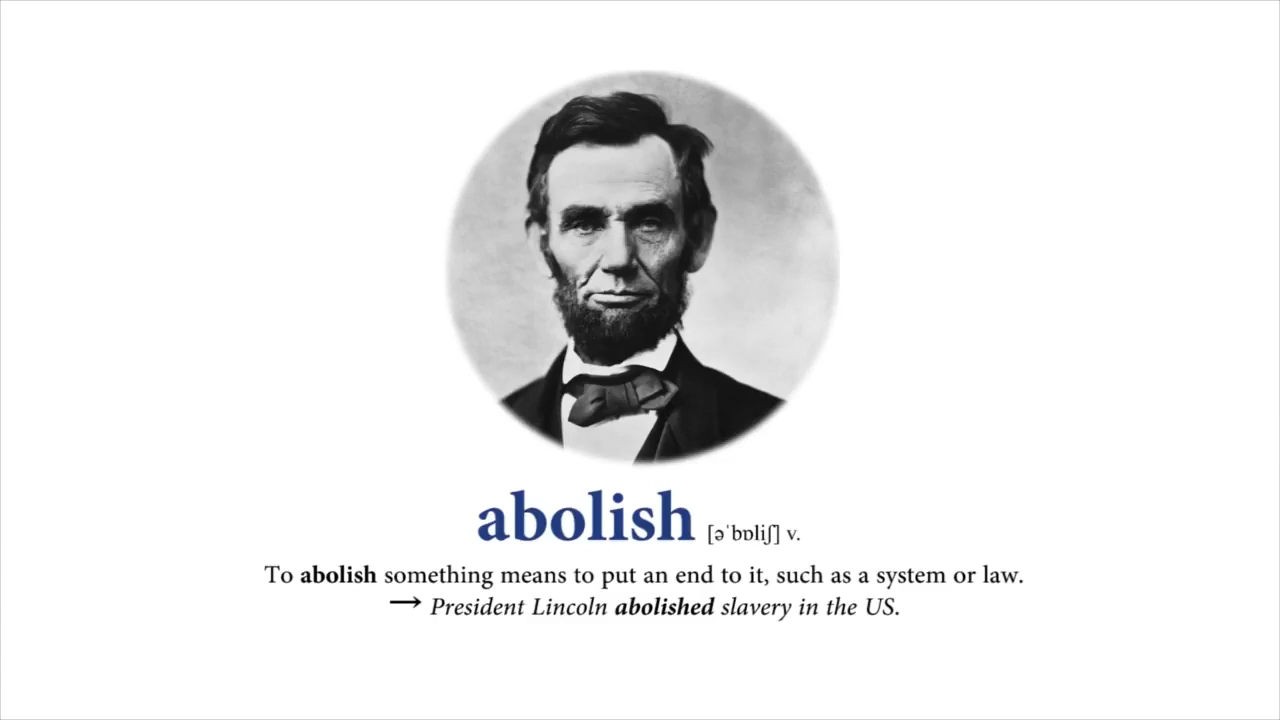 abolish [əˈbɒliʃ] v.
To abolish something means to put an end to it, such as a system or law.
→ President Lincoln abolished slavery in the US.